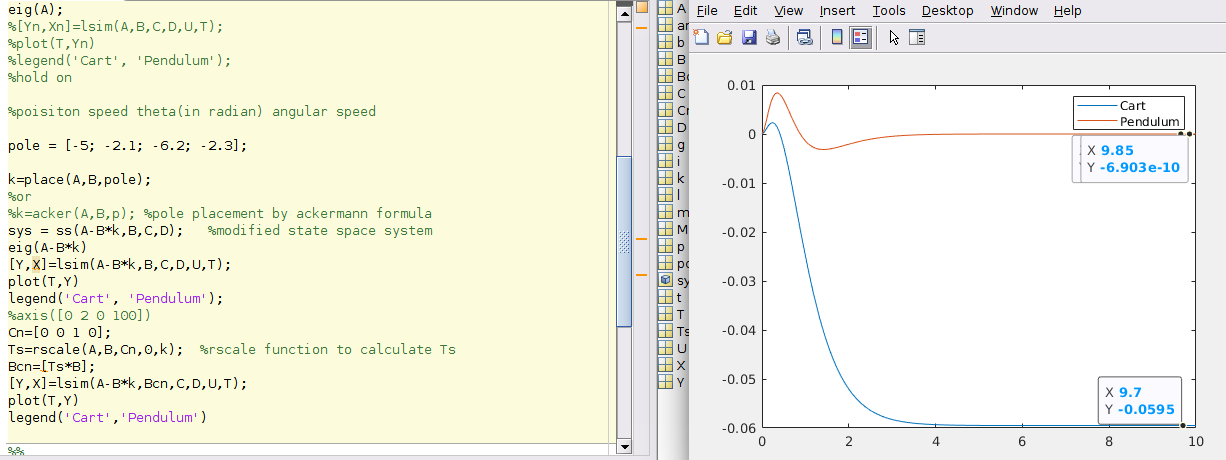 eig(A);
%[Yn,Xn]=lsim(A,B,C,D,U,T);
%plot(T,Yn)
%legend('Cart', 'Pendulum');
%hold on
%poisiton speed theta(in radian) angular speed
pole = [-5; -2.1; -6.2; -2.3];
k=place(A,B,pole);
%or
%k=acker(A,B,p); %pole placement by ackermann formula
sys = ss(A-B*k,B,C,D);   %modified state space system
eig(A-B*k)
[Y,X]=lsim(A-B*k,B,C,D,U,T);
plot(T,Y)
legend('Cart', 'Pendulum');
%axis([0 2 0 100])
Cn=[0 0 1 0];
Ts=rscale(A,B,Cn,0,k);  %rscale function to calculate Ts
Bcn=[Ts*B];
[Y,X]=lsim(A-B*k,Bcn,C,D,U,T);
plot(T,Y)
legend('Cart','Pendulum')
%%
A
b
B
C
D
g
i
k
l
m
M
p
t
T
Ts
U
X
Y
File Edit View Insert Tools Desktop Window Help
0.01
0
-0.01
-0.02
-0.03
-0.04
-0.05
-0.06
0 2 4 6 8 10
Cart
Pendulum
X 9.85
Y -6.903e-10
X 9.7
Y -0.0595